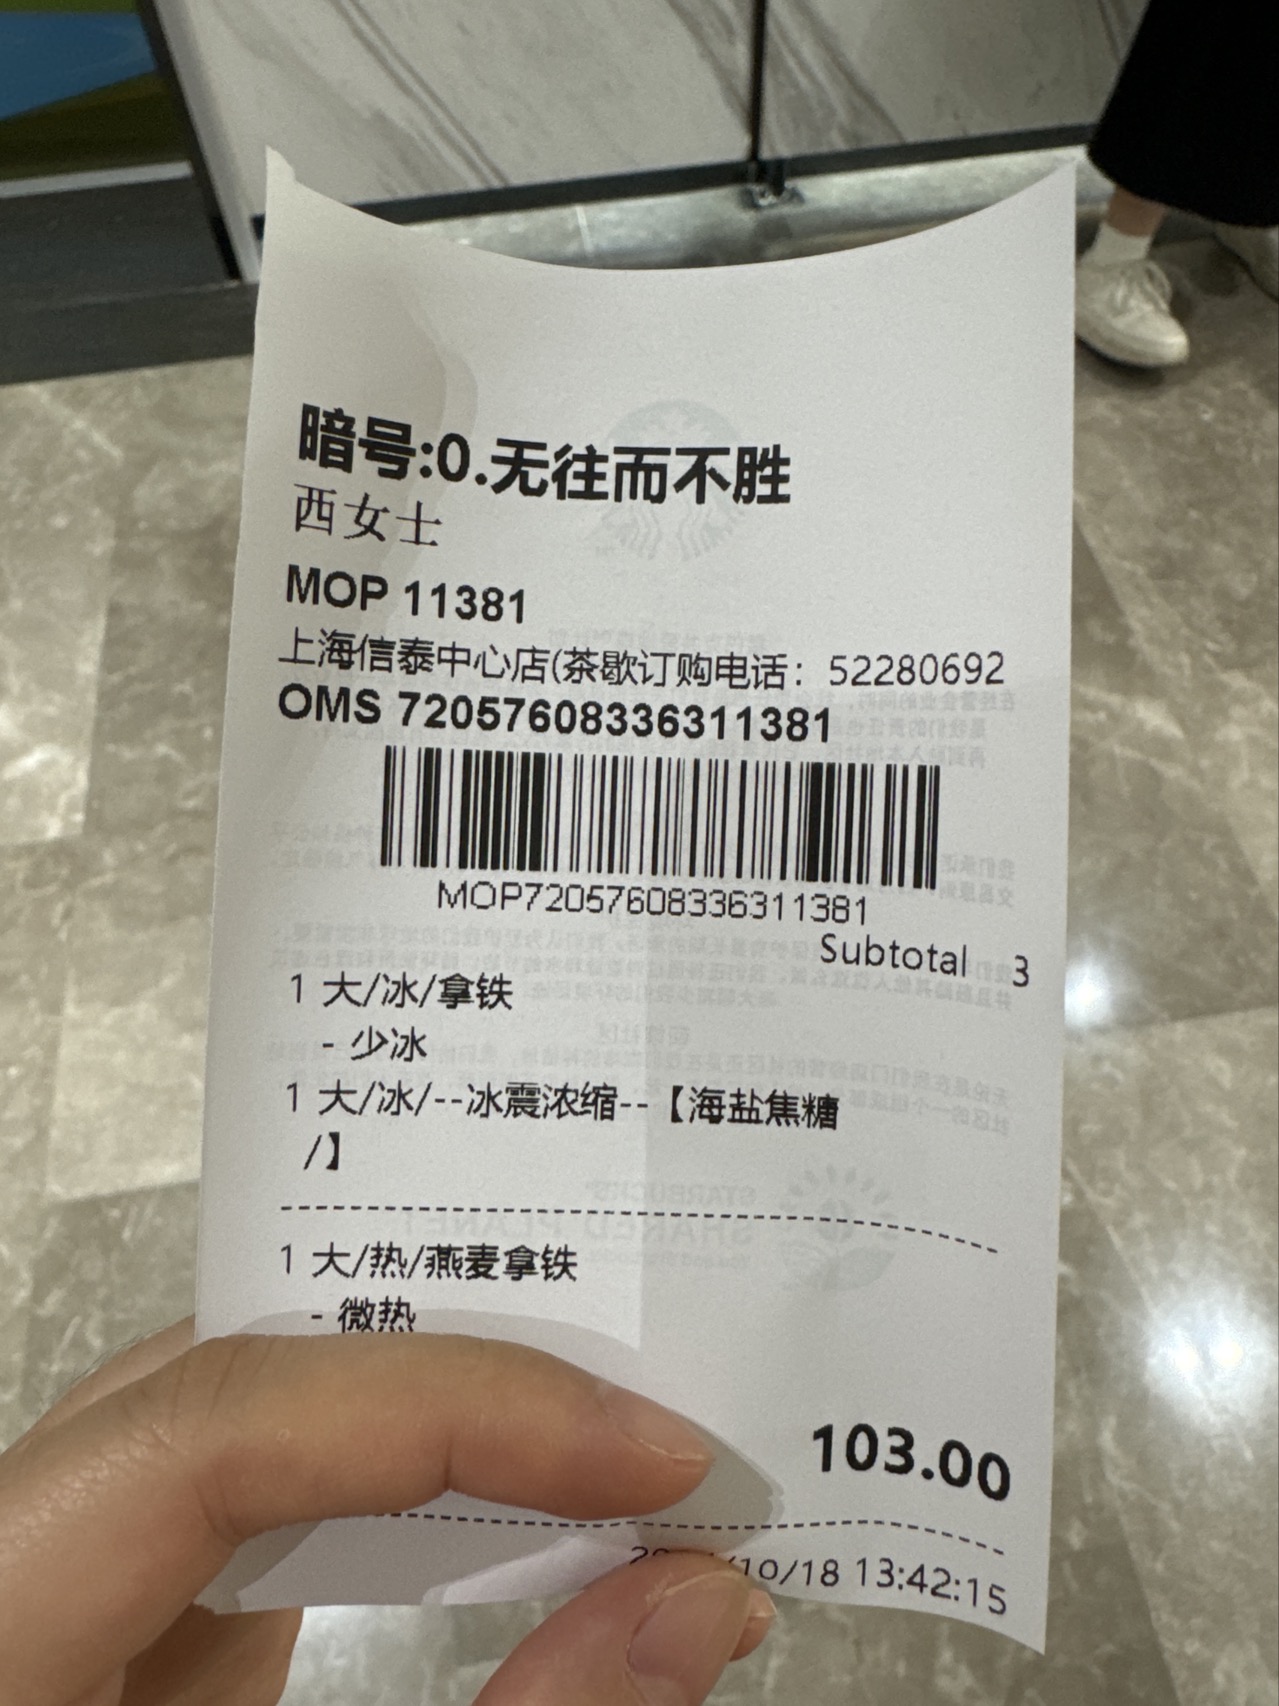 暗号:0.无往而不胜
西女士
MOP 11381
上海信泰中心店(茶歇订购电话：52280692
OMS 72057608336311381
MOP72057608336311381
Subtotal 3
1 大/冰/拿铁
- 少冰
1 大/冰/--冰震浓缩--【海盐焦糖
/】
1 大/热/燕麦拿铁
- 微热
103.00
/10/18 13:42:15
STARBUCKS
SHARED PLANET